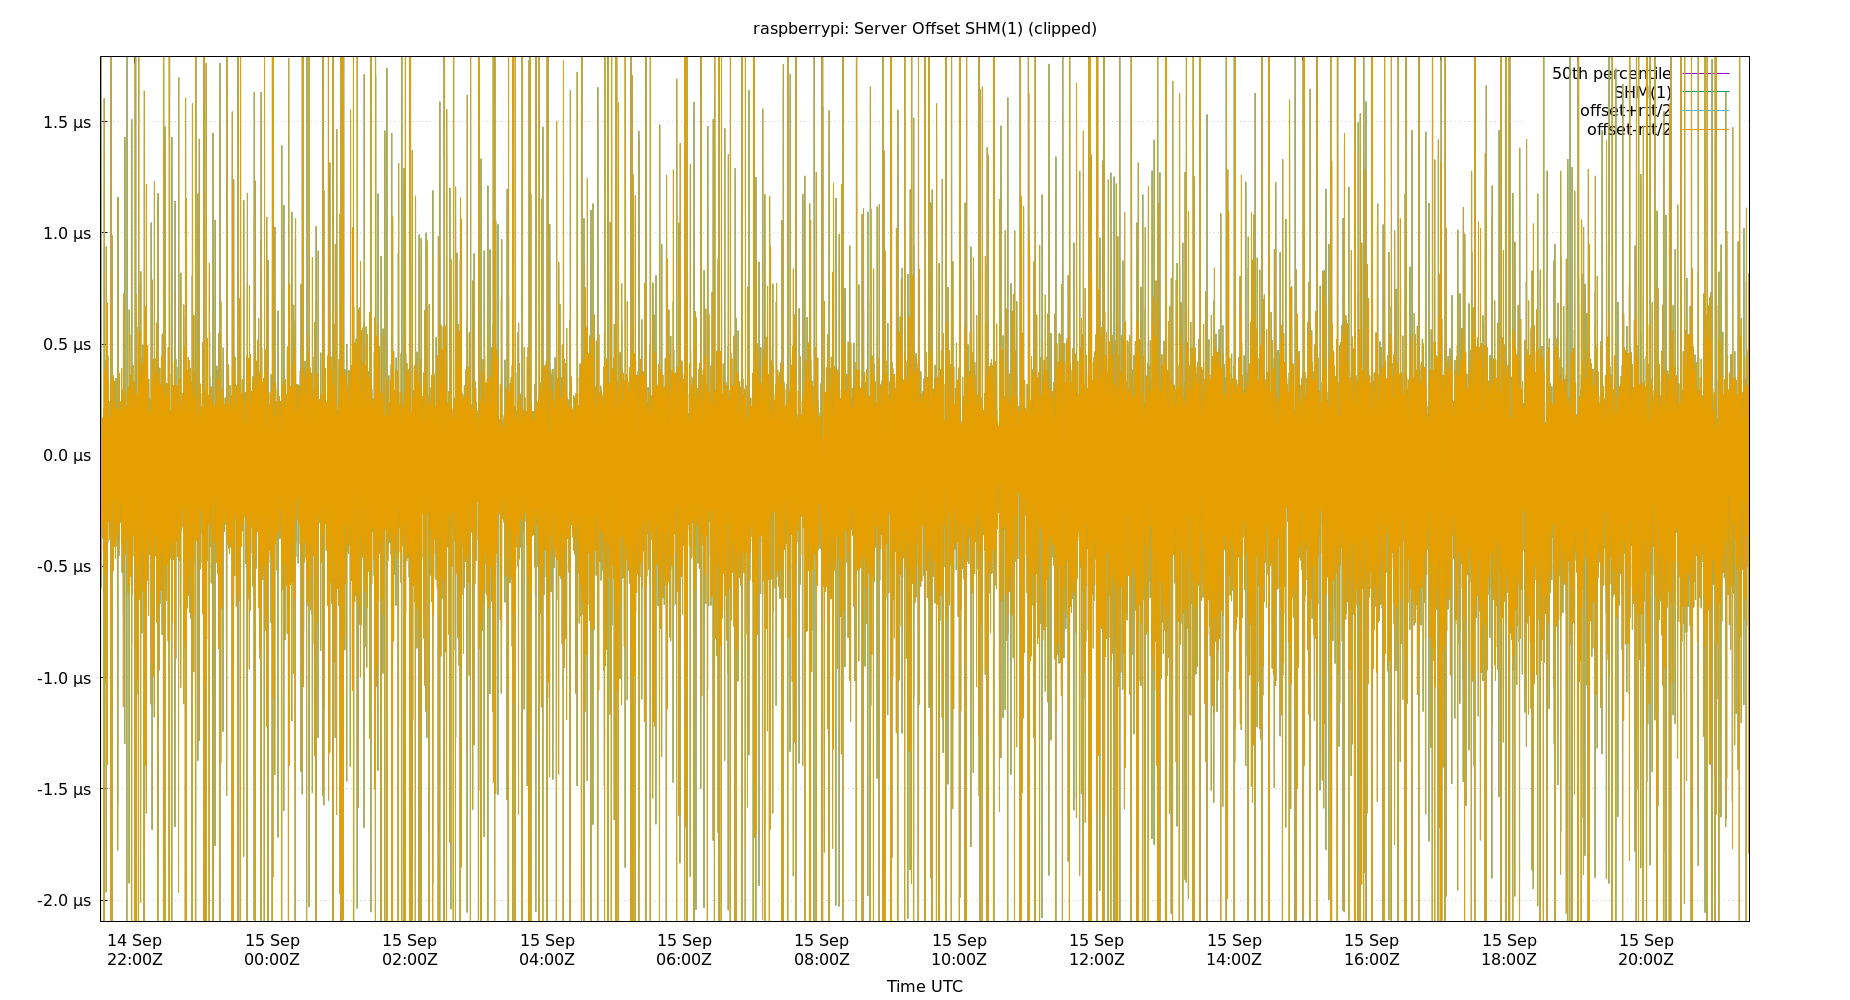 raspberrypi: Server Offset SHM(1) (clipped)
50th percentile
SHM(1)
offset+rtt/2
offset-rtt/2
1.5 µs
1.0 µs
0.5 µs
0.0 µs
-0.5 µs
-1.0 µs
-1.5 µs
-2.0 µs
14 Sep 15 Sep 15 Sep 15 Sep 15 Sep 15 Sep 15 Sep 15 Sep 15 Sep 15 Sep 15 Sep 15 Sep
22:00Z 00:00Z 02:00Z 04:00Z 06:00Z 08:00Z 10:00Z 12:00Z 14:00Z 16:00Z 18:00Z 20:00Z
Time UTC